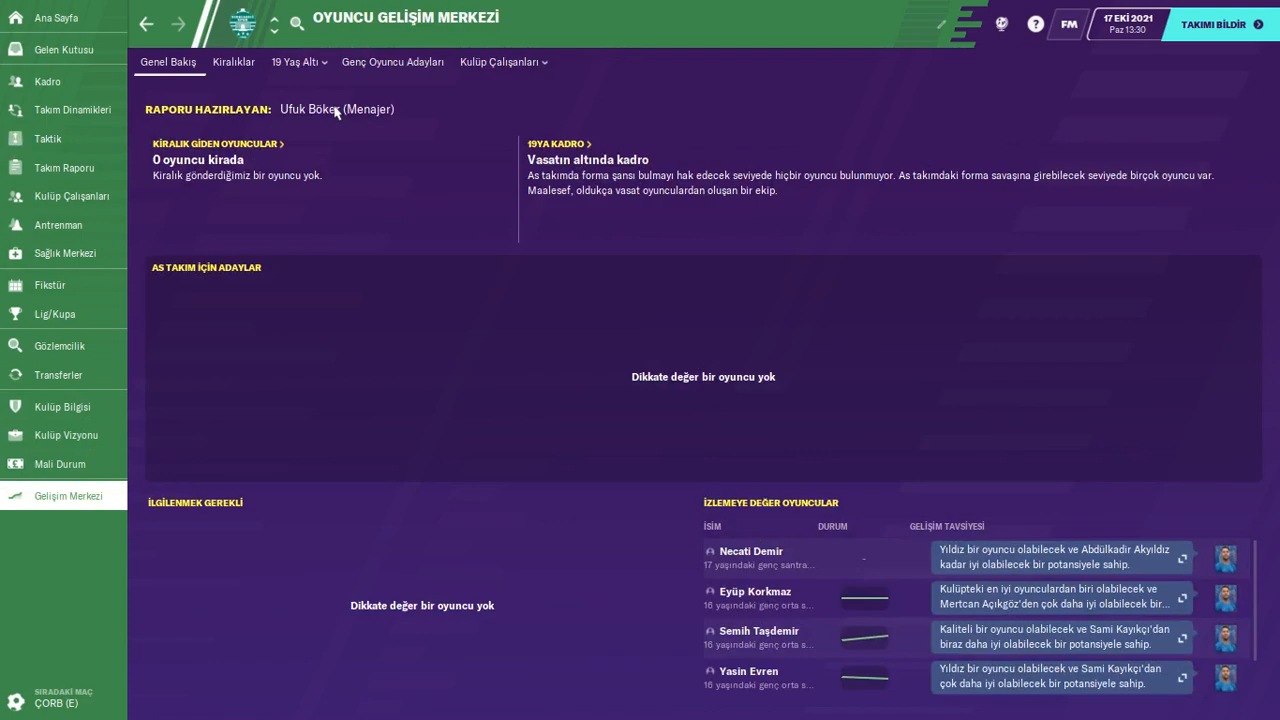 Ana Sayfa
Gelen Kutusu
Kadro
Takım Dinamikleri
Taktik
Takım Raporu
Kulüp Çalışanları
Antrenman
Sağlık Merkezi
Fikstür
Lig/Kupa
Gözlemcilik
Transferler
Kulüp Bilgisi
Kulüp Vizyonu
Mali Durum
Gelişim Merkezi
SIRADAKİ MAÇ
ÇORB (E)
OYUNCU GELİŞİM MERKEZİ
FM
17 EKİ 2021
Paz 13:30
TAKIMI BİLDİR
Genel Bakış Kiralıklar 19 Yaş Altı Genç Oyuncu Adayları Kulüp Çalışanları
RAPORU HAZIRLAYAN: Ufuk Böker (Menajer)
KİRALIK GİDEN OYUNCULAR
0 oyuncu kirada
Kiralık gönderdiğimiz bir oyuncu yok.
19YA KADRO
Vasatın altında kadro
As takımda forma şansı bulmayı hak edecek seviyede hiçbir oyuncu bulunmuyor. As takımdaki forma savaşına girebilecek seviyede birçok oyuncu var.
Maalesef, oldukça vasat oyunculardan oluşan bir ekip.
AS TAKIM İÇİN ADAYLAR
Dikkate değer bir oyuncu yok
İLGİLENMEK GEREKLİ
Dikkate değer bir oyuncu yok
İZLEMEYE DEĞER OYUNCULAR
İSİM DURUM GELİŞİM TAVSİYESİ
Necati Demir
17 yaşındaki genç santra...
-
Yıldız bir oyuncu olabilecek ve Abdülkadir Akyıldız
kadar iyi olabilecek bir potansiyele sahip.
Eyüp Korkmaz
16 yaşındaki genç orta s...
Kulüpteki en iyi oyunculardan biri olabilecek ve
Mertcan Açıkgöz'den çok daha iyi olabilecek bir...
Semih Taşdemir
16 yaşındaki genç orta s...
Kaliteli bir oyuncu olabilecek ve Sami Kayıkçı'dan
biraz daha iyi olabilecek bir potansiyele sahip.
Yasin Evren
16 yaşındaki genç orta s...
Yıldız bir oyuncu olabilecek ve Sami Kayıkçı'dan
çok daha iyi olabilecek bir potansiyele sahip.